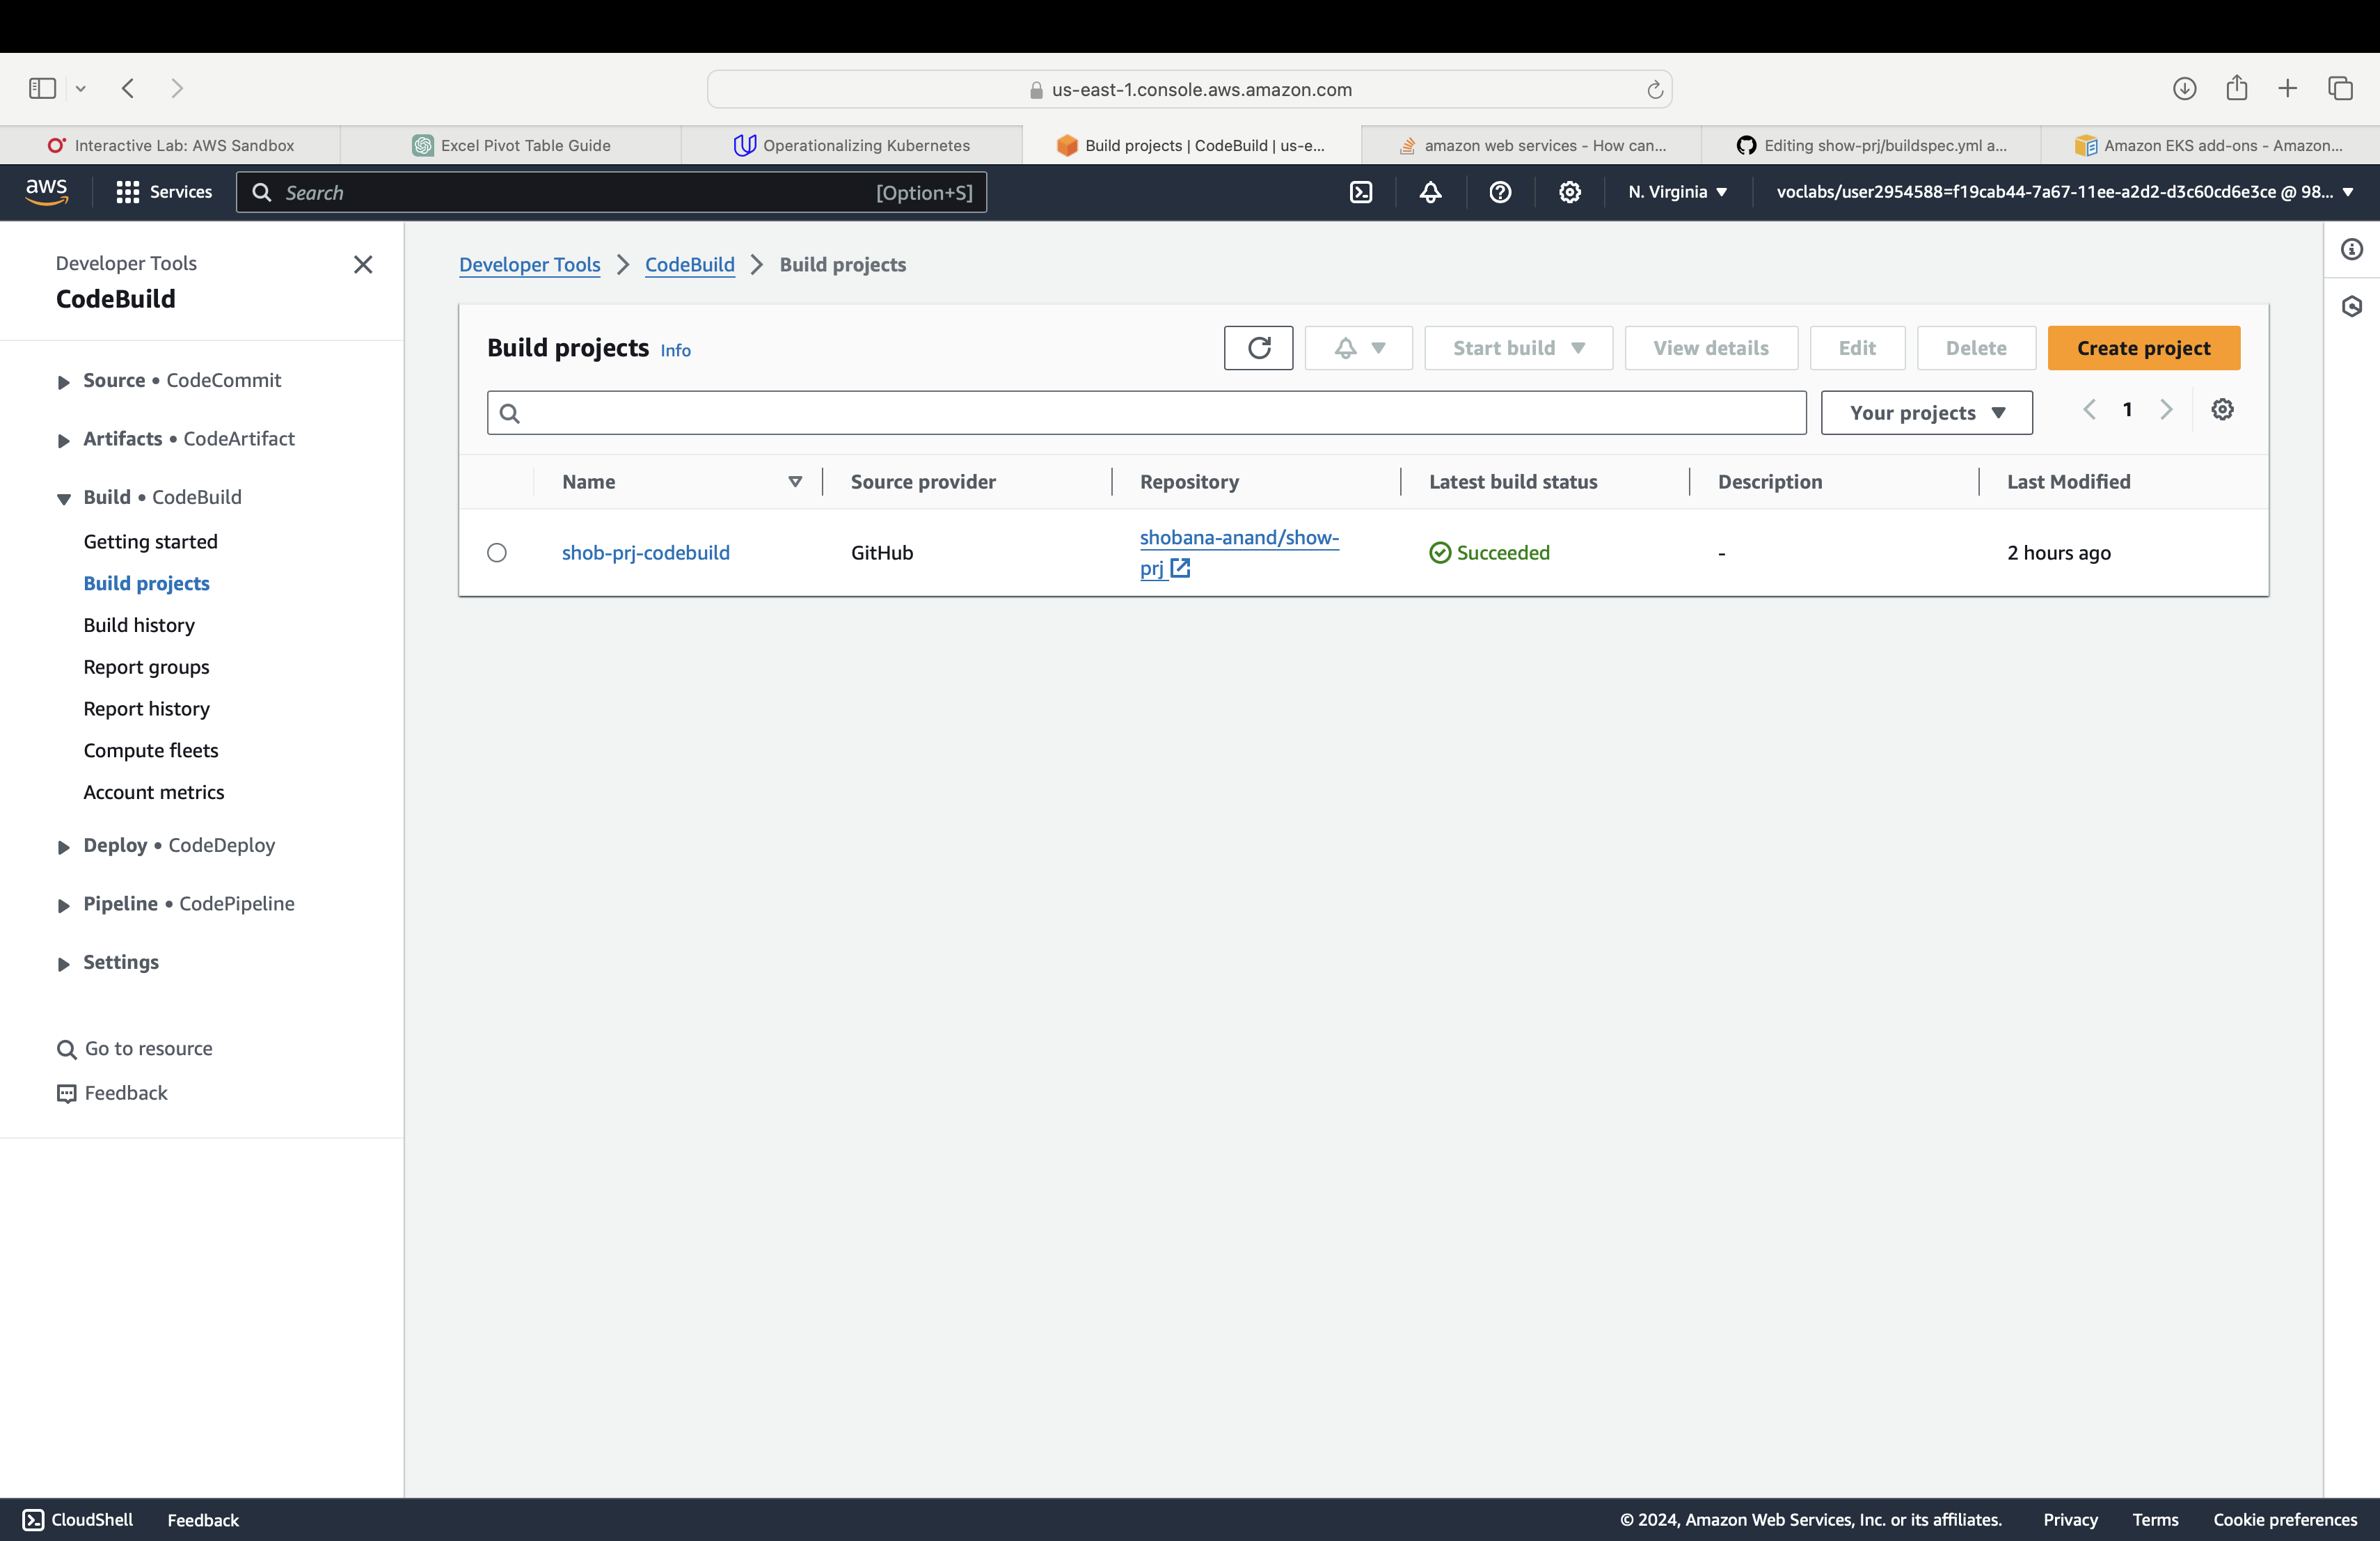 us-east-1.console.aws.amazon.com
Interactive Lab: AWS Sandbox
Excel Pivot Table Guide
Operationalizing Kubernetes
Build projects | CodeBuild | us-e...
amazon web services - How can...
Editing show-prj/buildspec.yml a...
Amazon EKS add-ons - Amazon...
aws
Services
Search
[Option+S]
N. Virginia
voclabs/user2954588=f19cab44-7a67-11ee-a2d2-d3c60cd6e3ce @ 98...
Developer Tools
CodeBuild
Source • CodeCommit
Artifacts • CodeArtifact
Build • CodeBuild
Getting started
Build projects
Build history
Report groups
Report history
Compute fleets
Account metrics
Deploy • CodeDeploy
Pipeline • CodePipeline
Settings
Go to resource
Feedback
Developer Tools
CodeBuild
Build projects
Build projects
Info
Start build
View details
Edit
Delete
Create project
Your projects
1
Name
Source provider
Repository
Latest build status
Description
Last Modified
shob-prj-codebuild
GitHub
shobana-anand/show-
prj
Succeeded
-
2 hours ago
CloudShell
Feedback
© 2024, Amazon Web Services, Inc. or its affiliates.
Privacy
Terms
Cookie preferences